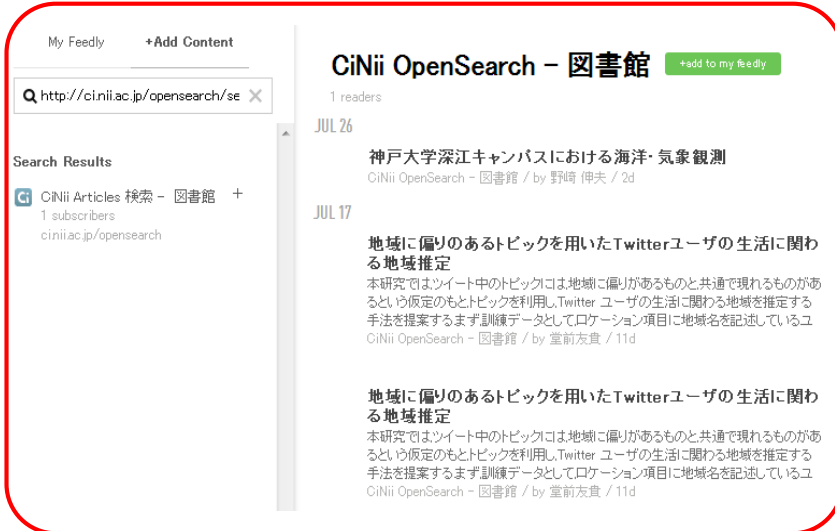 My Feedly +Add Content
http://ci.nii.ac.jp/opensearch/se
Search Results
CiNii Articles 検索 - 図書館 +
1 subscribers
ci.nii.ac.jp/opensearch
CiNii OpenSearch - 図書館 +add to my feedly
1 readers
JUL 26
神戸大学深江キャンパスにおける海洋・気象観測
CiNii OpenSearch - 図書館 / by 野崎 伸夫 / 2d
JUL 17
地域に偏りのあるトピックを用いたTwitterユーザの生活に関わ
る地域推定
本研究では,ツイート中のトピックには,地域に偏りがあるものと,共通で現れるものがあ
るという仮定のもと,トピックを利用し,Twitter ユーザの生活に関わる地域を推定する
手法を提案するまず,訓練データとして,ロケーション項目に地域名を記述しているユ
CiNii OpenSearch - 図書館 / by 堂前友貴 / 11d
地域に偏りのあるトピックを用いたTwitterユーザの生活に関わ
る地域推定
本研究では,ツイート中のトピックには,地域に偏りがあるものと,共通で現れるものがあ
るという仮定のもと,トピックを利用し,Twitter ユーザの生活に関わる地域を推定する
手法を提案するまず,訓練データとして,ロケーション項目に地域名を記述しているユ
CiNii OpenSearch - 図書館 / by 堂前友貴 / 11d